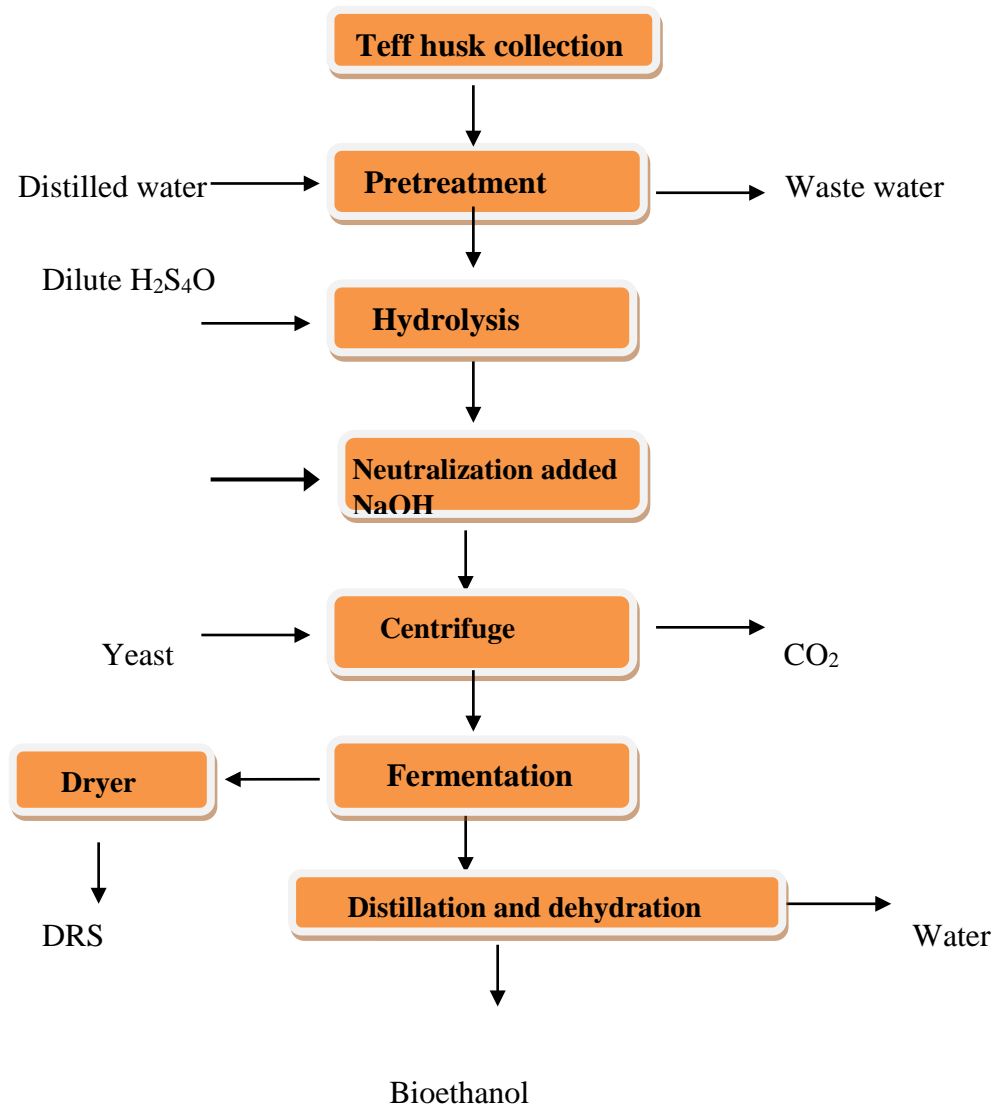 Teff husk collection
Distilled water
Pretreatment
Waste water
Dilute H₂S₄O
Hydrolysis
Neutralization added
NaOH
Centrifuge
Yeast
CO₂
Fermentation
Dryer
Distillation and dehydration
DRS
Water
Bioethanol